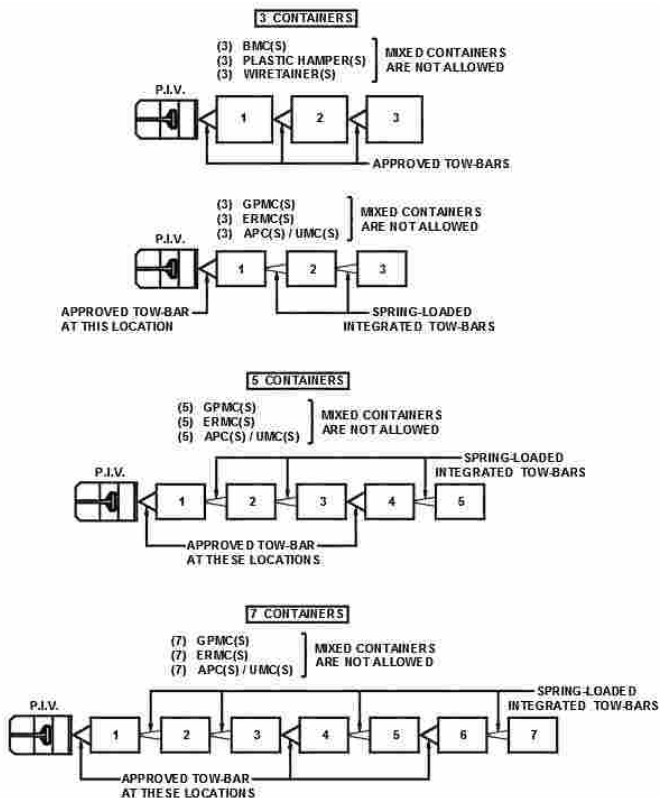 3 CONTAINERS
(3) BMC(S)
(3) PLASTIC HAMPER(S)
(3) WIRETAINER(S)
MIXED CONTAINERS
ARE NOT ALLOWED
P.I.V.
1 2 3
APPROVED TOW-BARS
(3) GPMC(S)
(3) ERMC(S)
(3) APC(S) / UMC(S)
MIXED CONTAINERS
ARE NOT ALLOWED
P.I.V.
1 2 3
APPROVED TOW-BAR
AT THIS LOCATION
SPRING-LOADED
INTEGRATED TOW-BARS
5 CONTAINERS
(5) GPMC(S)
(5) ERMC(S)
(5) APC(S) / UMC(S)
MIXED CONTAINERS
ARE NOT ALLOWED
SPRING-LOADED
INTEGRATED TOW-BARS
P.I.V.
1 2 3 4 5
APPROVED TOW-BAR
AT THESE LOCATIONS
7 CONTAINERS
(7) GPMC(S)
(7) ERMC(S)
(7) APC(S) / UMC(S)
MIXED CONTAINERS
ARE NOT ALLOWED
SPRING-LOADED
INTEGRATED TOW-BARS
P.I.V.
1 2 3 4 5 6 7
APPROVED TOW-BAR
AT THESE LOCATIONS